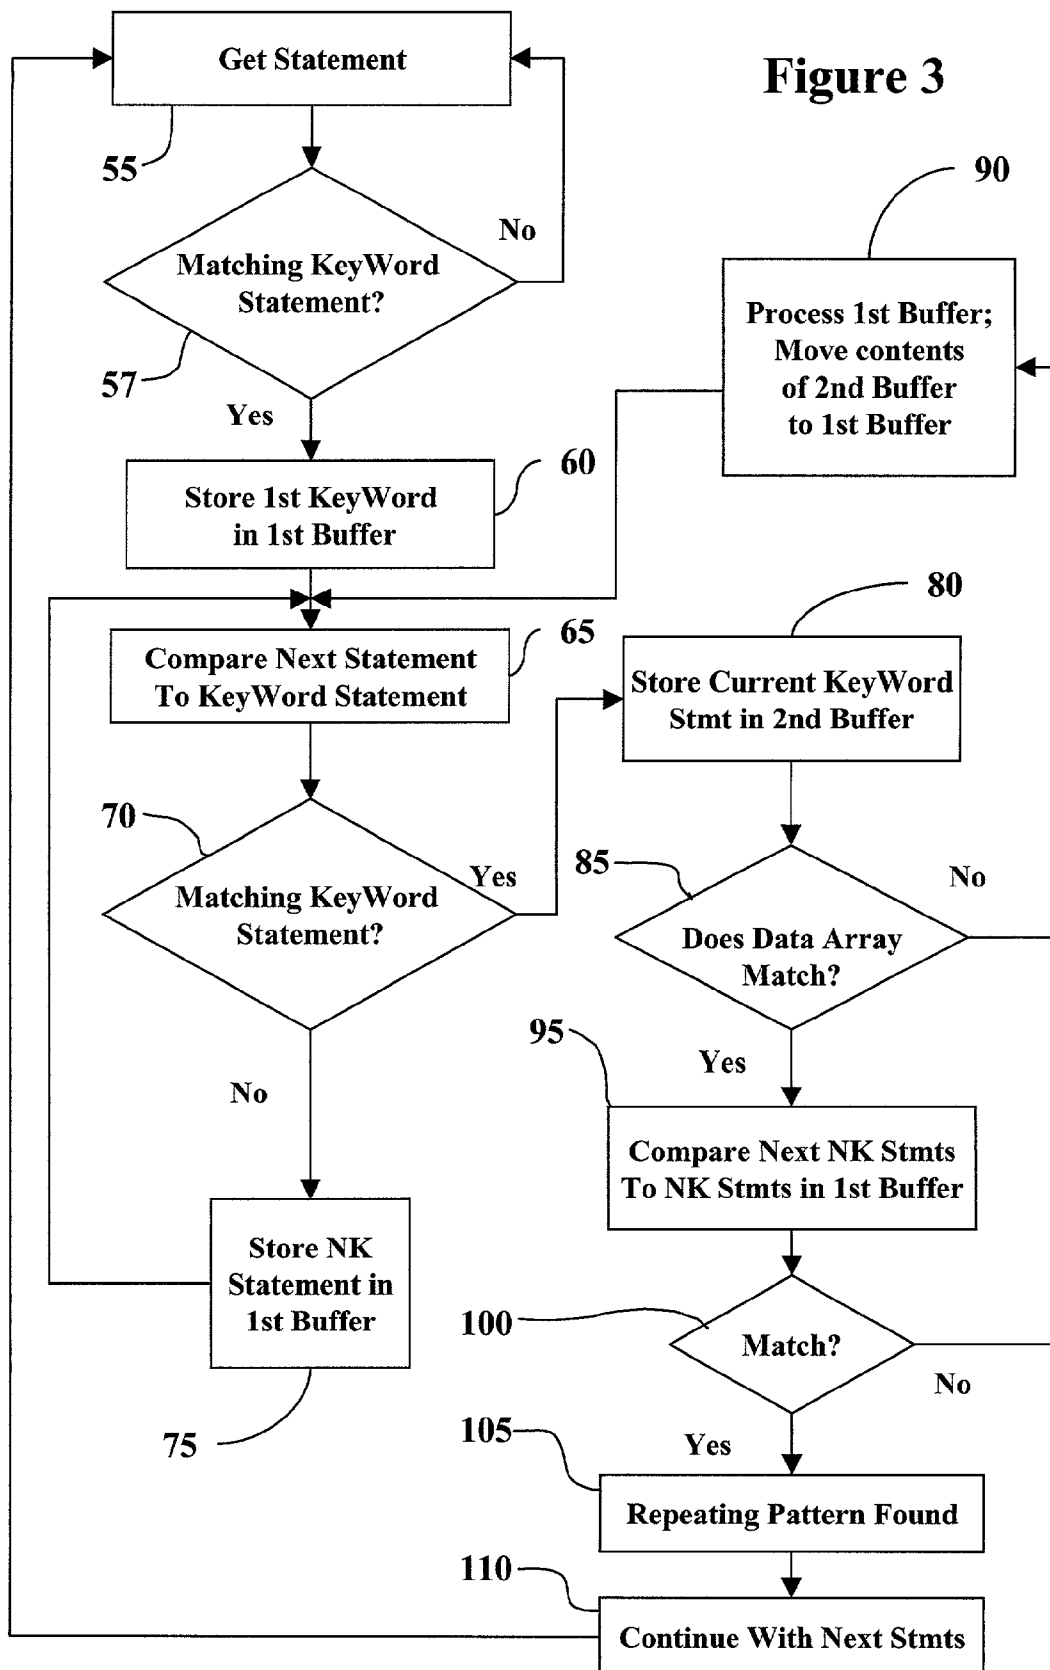 Figure 3
Get Statement
55
Matching KeyWord
Statement?
No
57
Yes
Store 1st KeyWord
in 1st Buffer
60
Compare Next Statement
To KeyWord Statement
65
70
Matching KeyWord
Statement?
Yes
No
Store NK
Statement in
1st Buffer
75
90
Process 1st Buffer;
Move contents
of 2nd Buffer
to 1st Buffer
80
Store Current KeyWord
Stmt in 2nd Buffer
85
No
Does Data Array
Match?
Yes
95
Compare Next NK Stmts
To NK Stmts in 1st Buffer
100
Match?
No
Yes
105
Repeating Pattern Found
110
Continue With Next Stmts